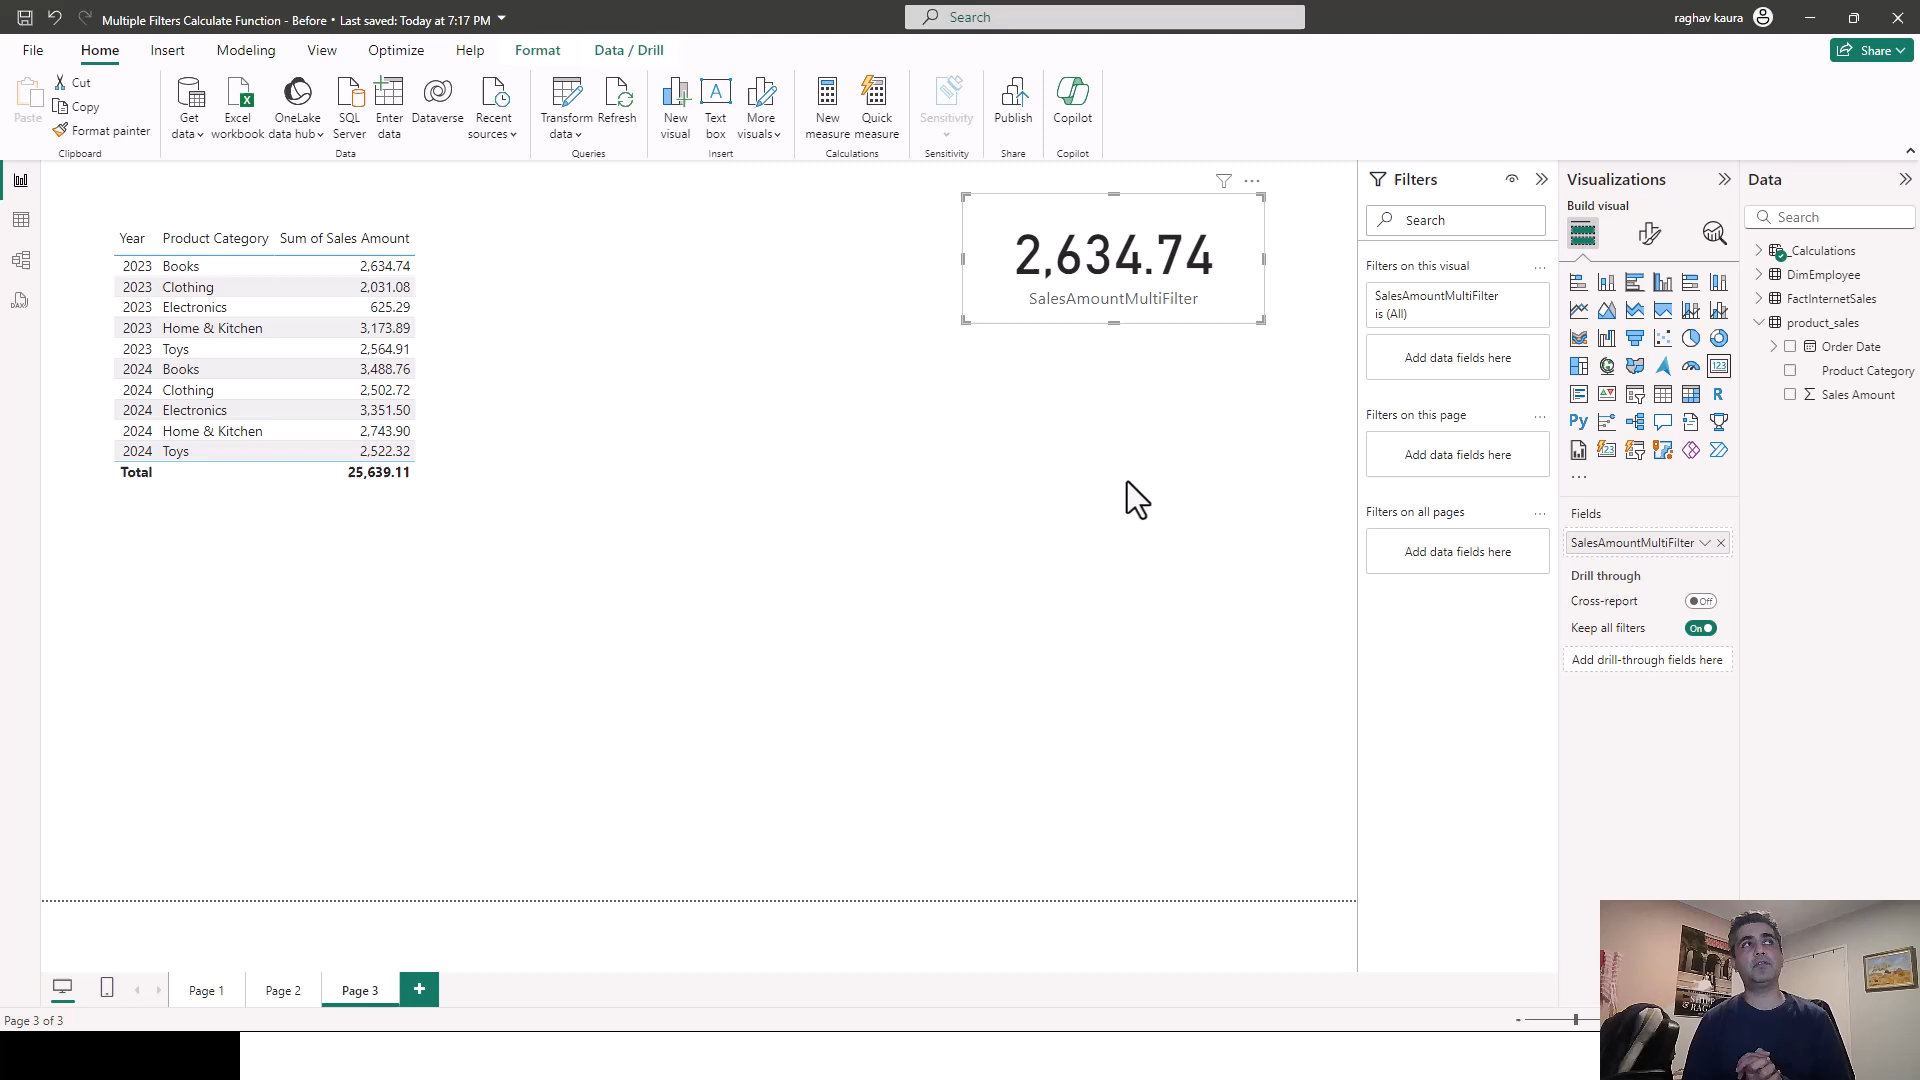 Multiple Filters Calculate Function - Before • Last saved: Today at 7:17 PM
Search
raghav kaura
File Home Insert Modeling View Optimize Help Format Data / Drill
Share
Paste
Cut
Copy
Format painter
Clipboard
Get data
Excel workbook
OneLake data hub
SQL Server
Enter data
Dataverse
Recent sources
Data
Transform data
Refresh
Queries
New visual
Text box
More visuals
Insert
New measure
Quick measure
Calculations
Sensitivity
Sensitivity
Publish
Share
Copilot
Copilot
Year Product Category Sum of Sales Amount
2023 Books 2,634.74
2023 Clothing 2,031.08
2023 Electronics 625.29
2023 Home & Kitchen 3,173.89
2023 Toys 2,564.91
2024 Books 3,488.76
2024 Clothing 2,502.72
2024 Electronics 3,351.50
2024 Home & Kitchen 2,743.90
2024 Toys 2,522.32
Total 25,639.11
2,634.74
SalesAmountMultiFilter
Filters
Search
Filters on this visual
SalesAmountMultiFilter
is (All)
Add data fields here
Filters on this page
Add data fields here
Filters on all pages
Add data fields here
Visualizations
Build visual
123
R
Py
Fields
SalesAmountMultiFilter
Drill through
Cross-report Off
Keep all filters On
Add drill-through fields here
Data
Search
_Calculations
DimEmployee
FactInternetSales
product_sales
Order Date
Product Category
Sales Amount
Page 1 Page 2 Page 3
Page 3 of 3